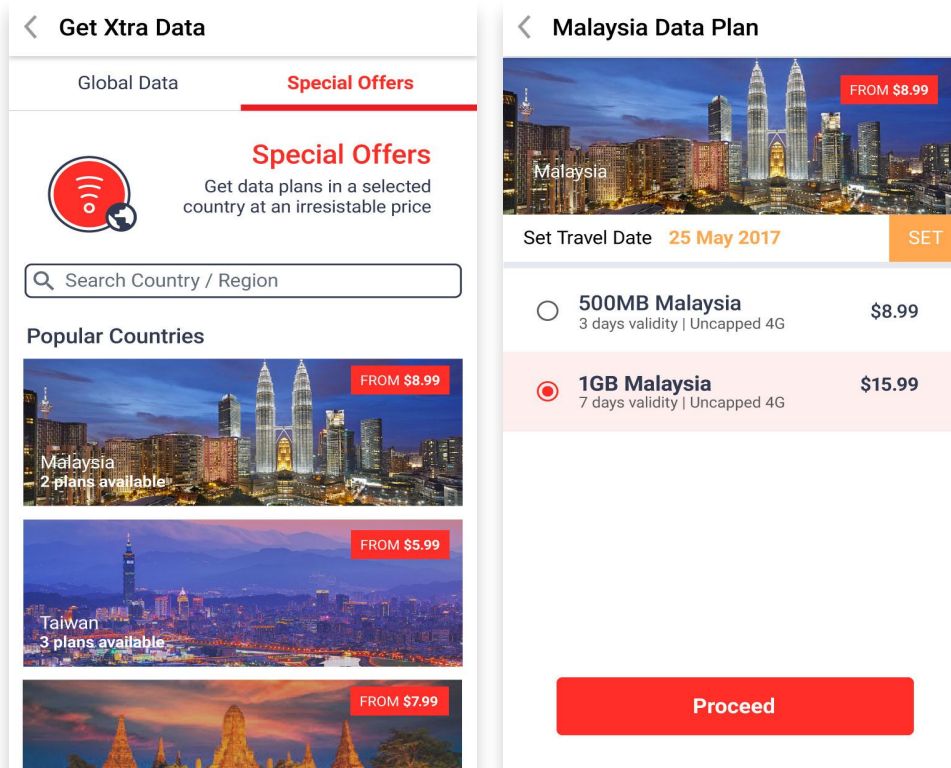 Get Xtra Data
Global Data
Special Offers
Special Offers
Get data plans in a selected
country at an irresistable price
Search Country / Region
Popular Countries
FROM $8.99
Malaysia
2 plans available
FROM $5.99
Taiwan
3 plans available
FROM $7.99
Malaysia Data Plan
FROM $8.99
Malaysia
Set Travel Date 25 May 2017
SET
500MB Malaysia
$8.99
3 days validity | Uncapped 4G
1GB Malaysia
$15.99
7 days validity | Uncapped 4G
Proceed